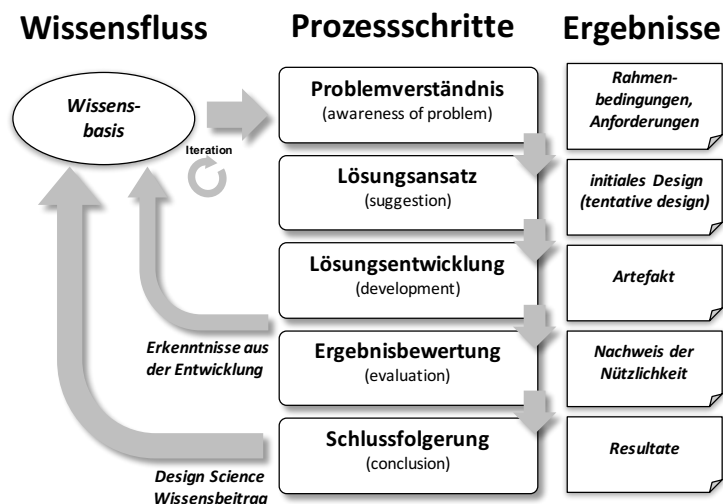 Wissensfluss
Prozessschritte
Ergebnisse
Wissens-
basis
Iteration
Problemverständnis
(awareness of problem)
Rahmen-
bedingungen,
Anforderungen
Lösungsansatz
(suggestion)
initiales Design
(tentative design)
Lösungsentwicklung
(development)
Artefakt
Erkenntnisse aus
der Entwicklung
Ergebnisbewertung
(evaluation)
Nachweis der
Nützlichkeit
Schlussfolgerung
(conclusion)
Resultate
Design Science
Wissensbeitrag